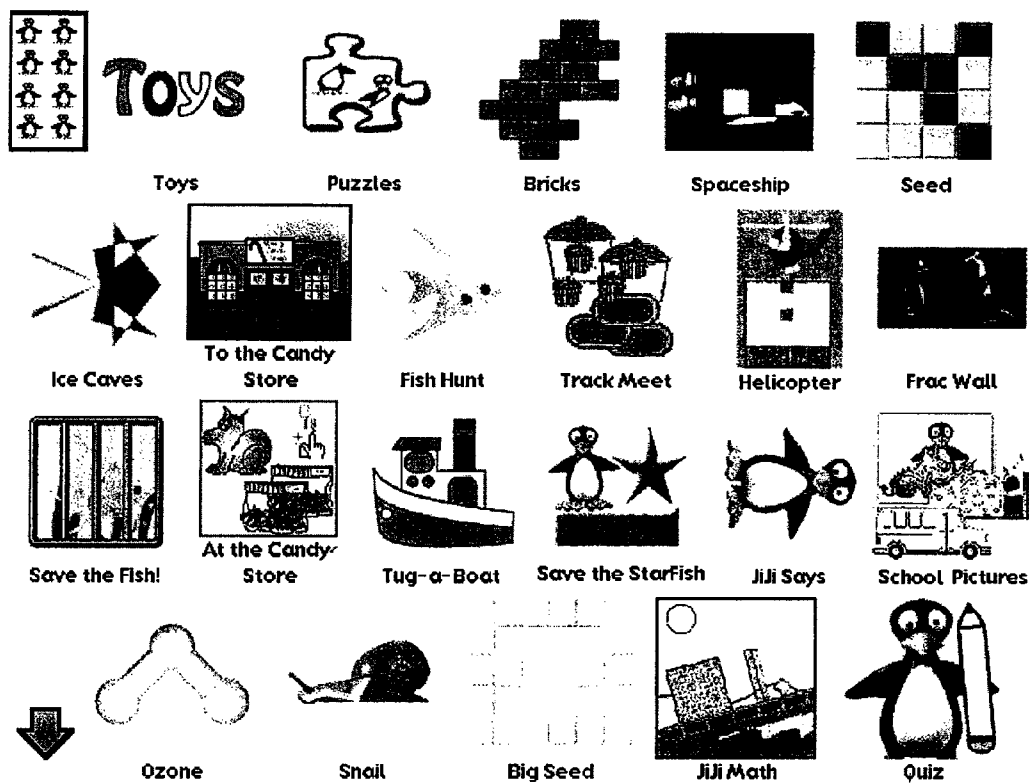 Toys
Toys Puzzles Bricks Spaceship Seed
To the Candy
Ice Caves Store Fish Hunt Track Meet Helicopter Frac Wall
At the Candy
Save the Fish! Store Tug-a-Boat Save the StarFish JiJi Says School Pictures
Ozone Snail Big Seed JiJi Math Quiz